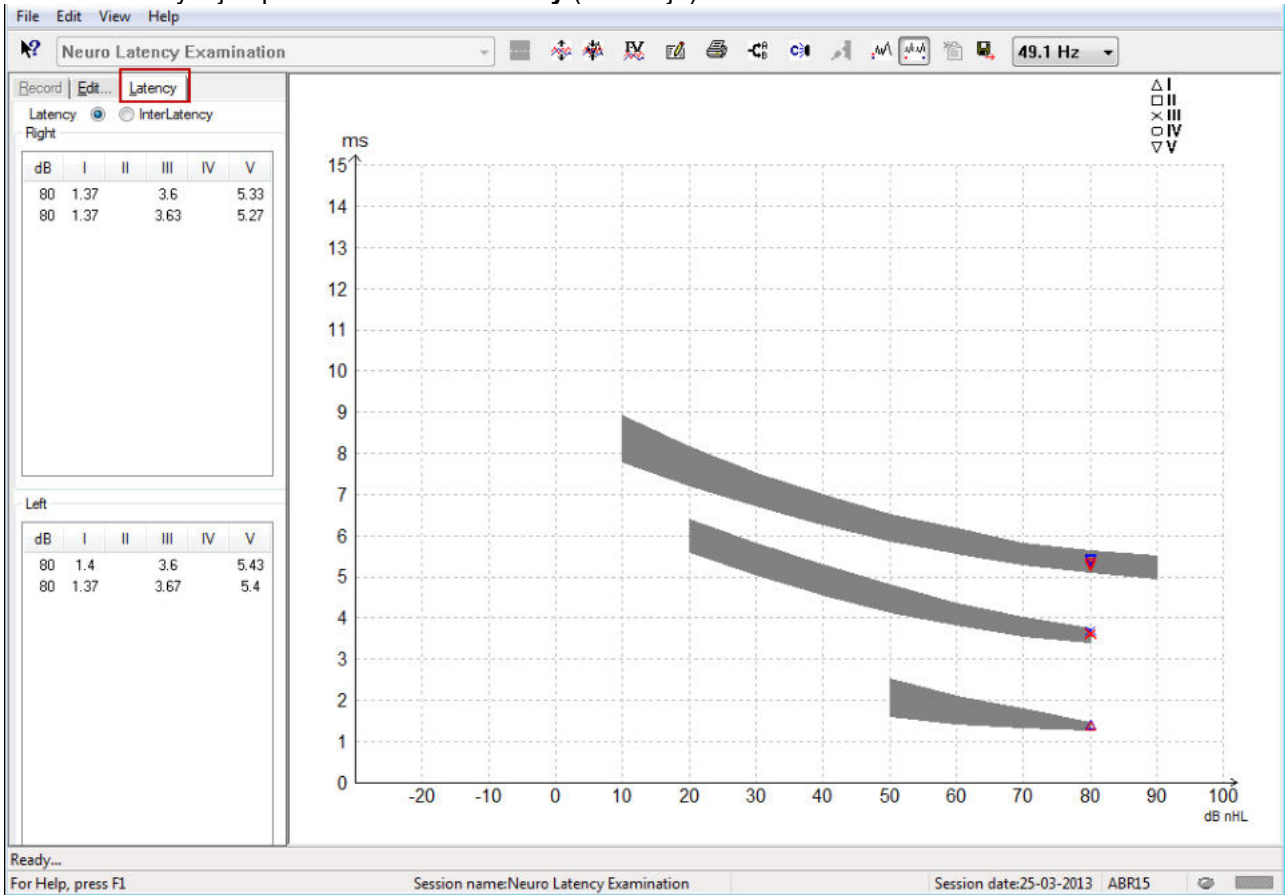 File Edit View Help
Neuro Latency Examination
49.1 Hz
Record Edit... Latency
Latency InterLatency
Right
dB I II III IV V
80 1.37 3.6 5.33
80 1.37 3.63 5.27
Left
dB I II III IV V
80 1.4 3.6 5.43
80 1.37 3.67 5.4
I
II
III
IV
V
ms
15
14
13
12
11
10
9
8
7
6
5
4
3
2
1
0
-20 -10 0 10 20 30 40 50 60 70 80 90 100
dB nHL
Ready...
For Help, press F1 Session name:Neuro Latency Examination Session date:25-03-2013 ABR15